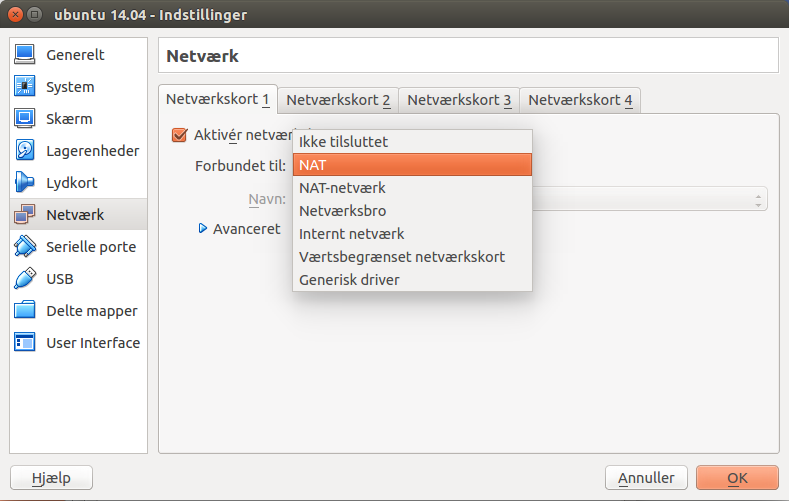 ubuntu 14.04 - Indstillinger
Generelt
System
Skærm
Lagerenheder
Lydkort
Netværk
Serielle porte
USB
Delte mapper
User Interface
Netværk
Netværkskort 1
Netværkskort 2
Netværkskort 3
Netværkskort 4
Aktivér netvær
Forbundet til:
Navn:
Avanceret
Ikke tilsluttet
NAT
NAT-netværk
Netværksbro
Internt netværk
Værtsbegrænset netværkskort
Generisk driver
Hjælp
Annuller
OK